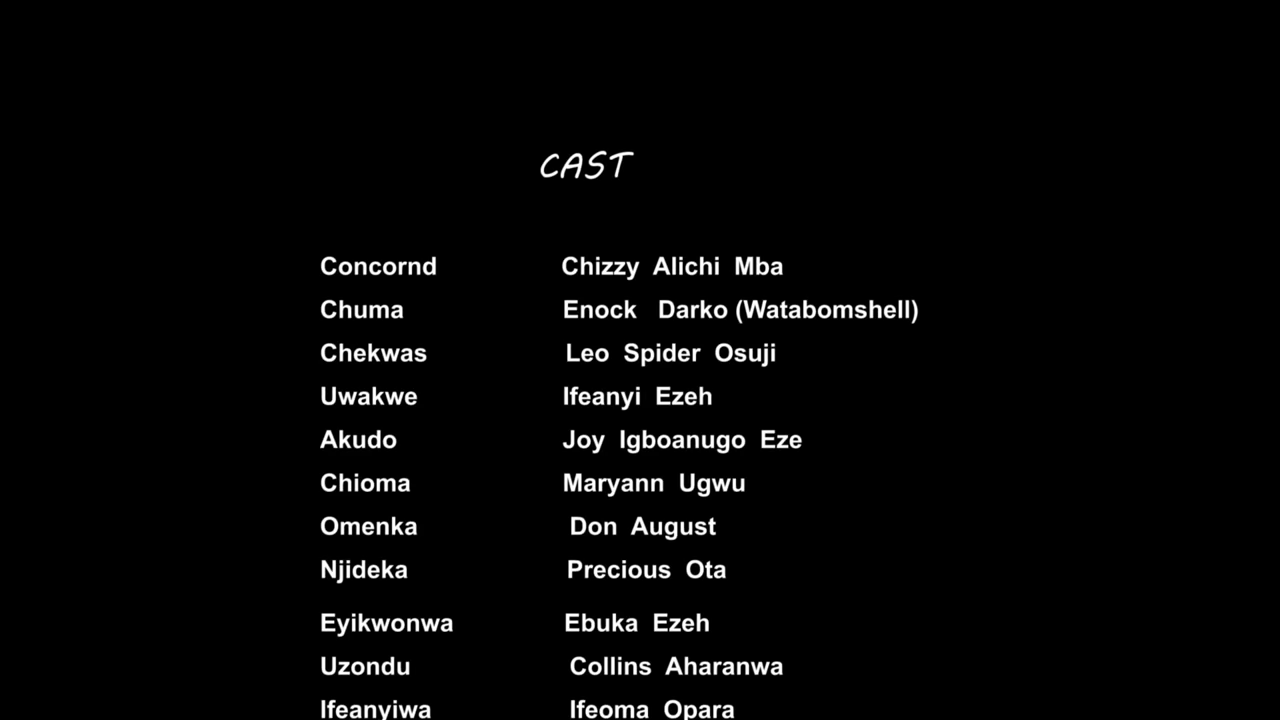 CAST
Concornd Chizzy Alichi Mba
Chuma Enock Darko (Watabomshell)
Chekwas Leo Spider Osuji
Uwakwe Ifeanyi Ezeh
Akudo Joy Igboanugo Eze
Chioma Maryann Ugwu
Omenka Don August
Njideka Precious Ota
Eyikwonwa Ebuka Ezeh
Uzondu Collins Aharanwa
Ifeanyiwa Ifeoma Opara